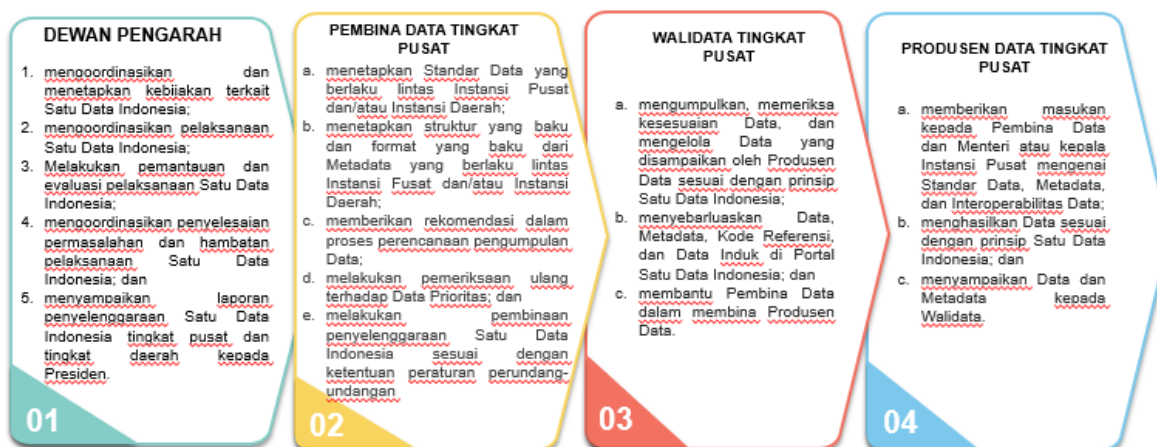 DEWAN PENGARAH
1. mengoordinasikan dan
menetapkan kebijakan terkait
Satu Data Indonesia;
2. mengoordinasikan pelaksanaan
Satu Data Indonesia;
3. Melakukan pemantauan dan
evaluasi pelaksanaan Satu Data
Indonesia;
4. mengoordinasikan penyelesaian
permasalahan dan hambatan
pelaksanaan Satu Data
Indonesia; dan
5. menyampaikan laporan
penyelenggaraan Satu Data
Indonesia tingkat pusat dan
tingkat daerah kepada
Presiden.
01
PEMBINA DATA TINGKAT
PUSAT
a. menetapkan Standar Data yang
berlaku lintas Instansi Pusat
dan/atau Instansi Daerah;
b. menetapkan struktur yang baku
dan format yang baku dari
Metadata yang berlaku lintas
Instansi Fusat dan/atau Instansi
Daerah;
c. memberikan rekomendasi dalam
proses perencanaan pengumpulan
Data;
d. melakukan pemeriksaan ulang
terhadap Data Prioritas; dan
e. melakukan pembinaan
penyelenggaraan Satu Data
Indonesia sesuai dengan
ketentuan peraturan perundang-
undangan
02
WALIDATA TINGKAT
PUSAT
a. mengumpulkan, memeriksa
kesesuaian Data, dan
mengelola Data yang
disampaikan oleh Produsen
Data sesuai dengan prinsip
Satu Data Indonesia;
b. menyebarluaskan Data,
Metadata, Kode Referensi,
dan Data Induk di Portal
Satu Data Indonesia; dan
c. membantu Pembina Data
dalam membina Produsen
Data.
03
PRODUSEN DATA TINGKAT
PUSAT
a. memberikan masukan
kepada Pembina Data
dan Menteri atau kepala
Instansi Pusat mengenai
Standar Data, Metadata,
dan Interoperabilitas Data;
b. menghasilkan Data sesuai
dengan prinsip Satu Data
Indonesia; dan
c. menyampaikan Data dan
Metadata kepada
Walidata.
04